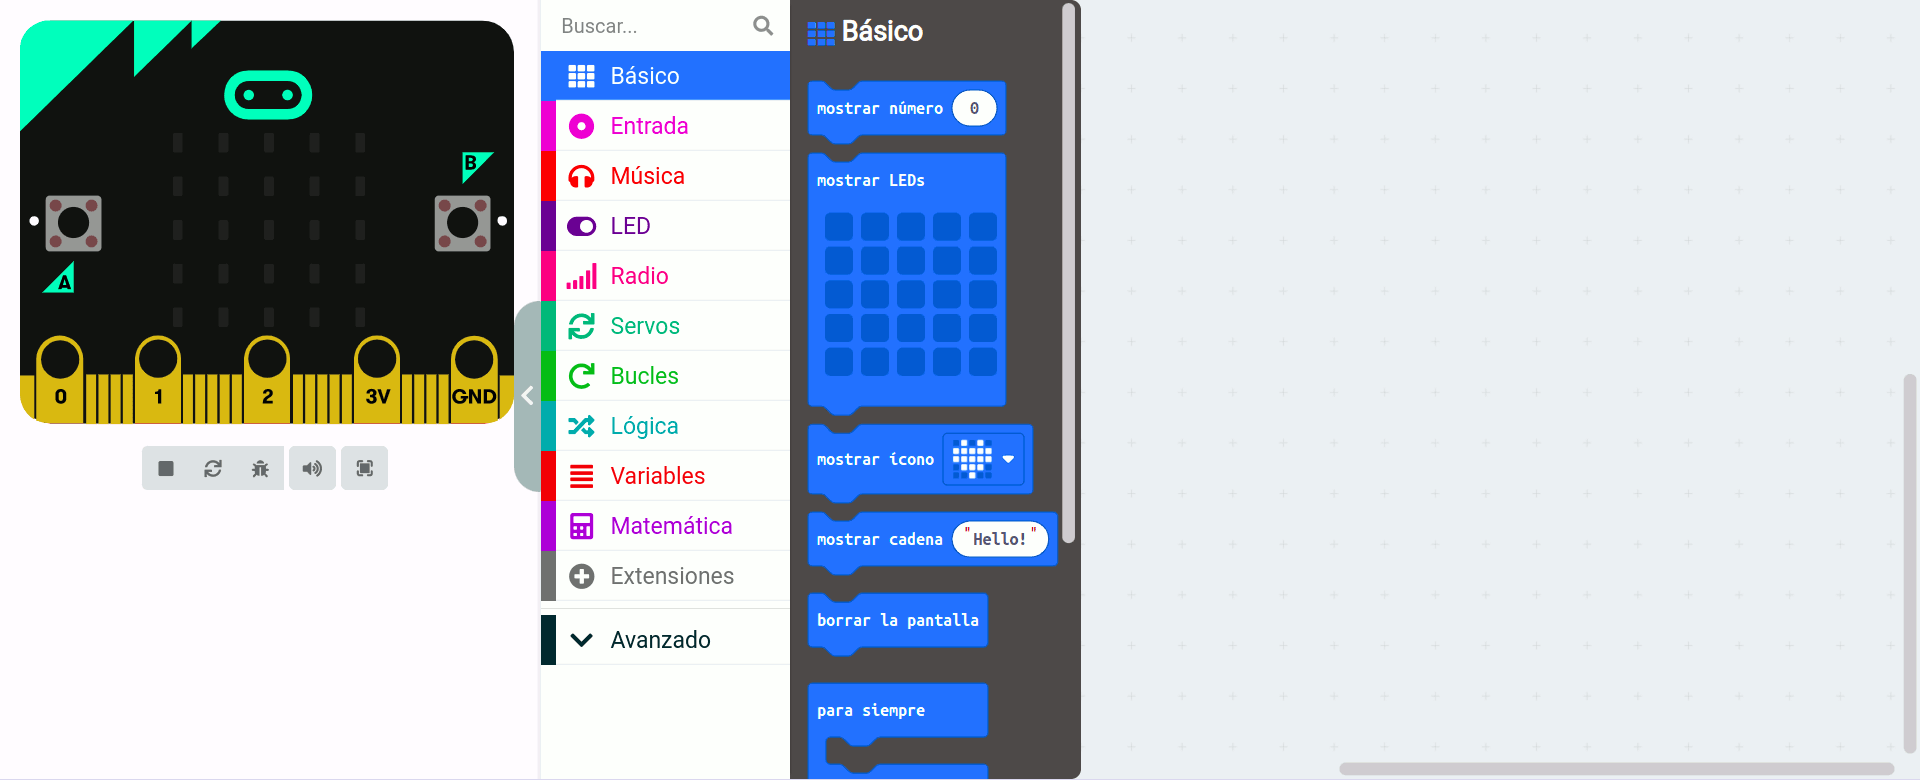 B
A
0
1
2
3V
GND
Buscar...
Básico
Entrada
Música
LED
Radio
Servos
Bucles
Lógica
Variables
Matemática
Extensiones
Avanzado
Básico
mostrar número 0
mostrar LEDs
mostrar ícono
mostrar cadena "Hello!"
borrar la pantalla
para siempre